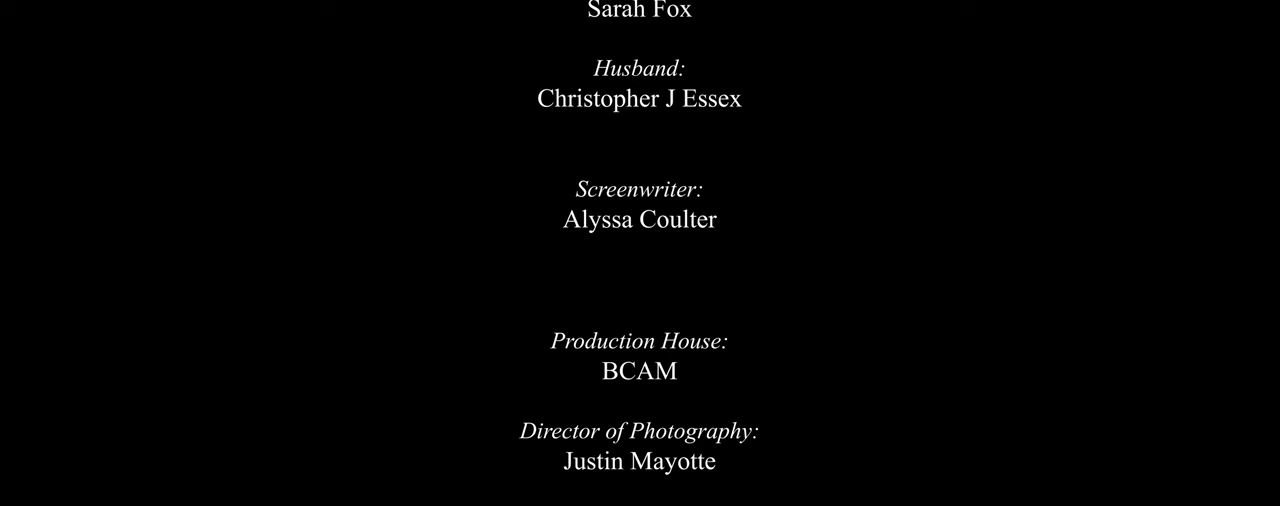 Sarah Fox
Husband:
Christopher J Essex
Screenwriter:
Alyssa Coulter
Production House:
BCAM
Director of Photography:
Justin Mayotte